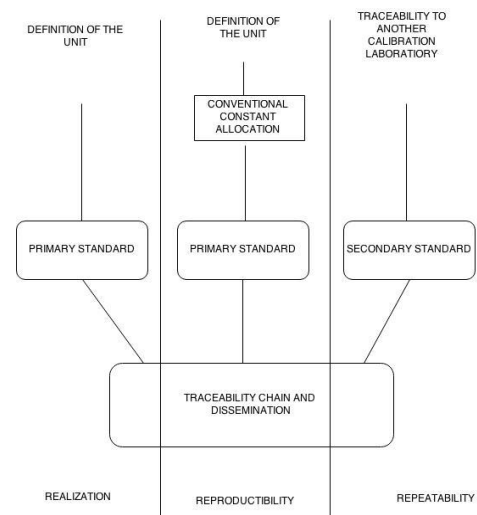 DEFINITION OF THE
UNIT
DEFINITION OF
THE UNIT
TRACEABILITY TO
ANOTHER
CALIBRATION
LABORATIORY
CONVENTIONAL
CONSTANT
ALLOCATION
PRIMARY STANDARD
PRIMARY STANDARD
SECONDARY STANDARD
TRACEABILITY CHAIN AND
DISSEMINATION
REALIZATION
REPRODUCTIBILITY
REPEATABILITY